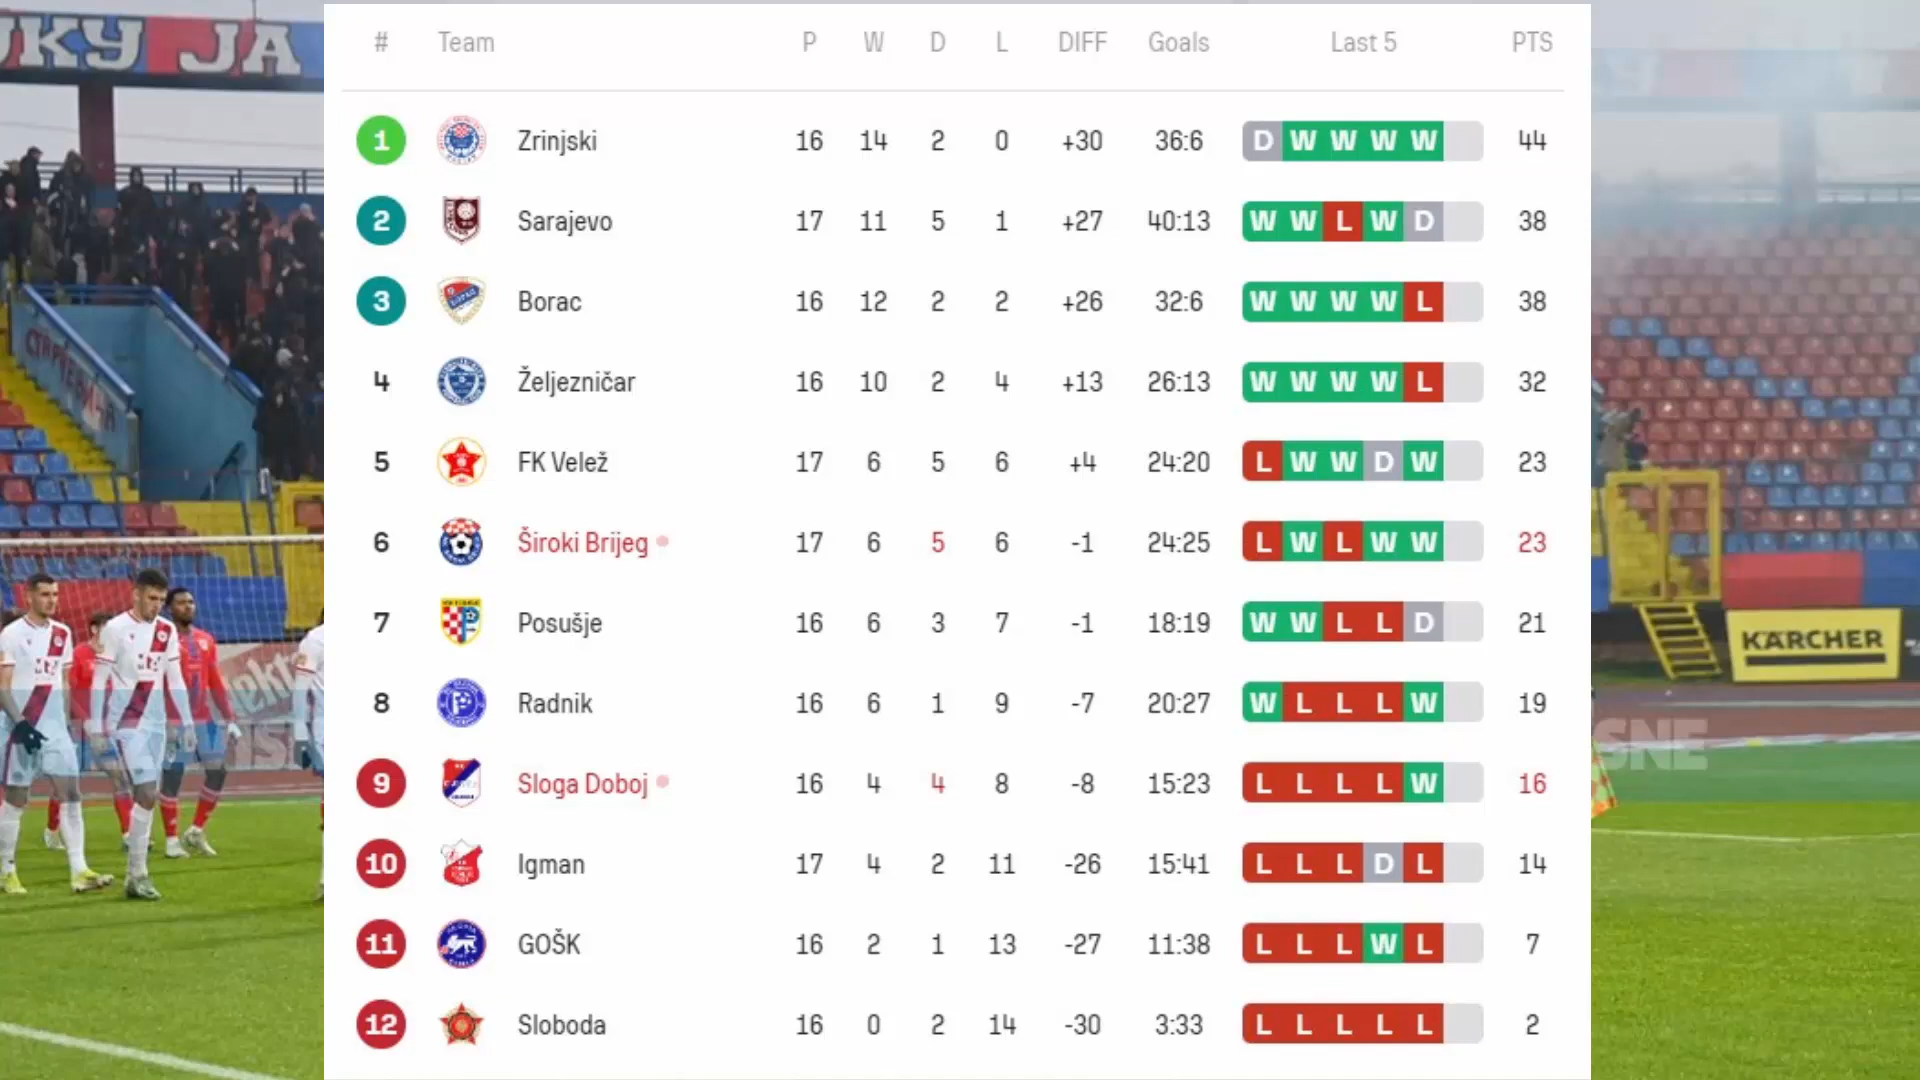 JKY JA
# Team P W D L DIFF Goals Last 5 PTS
1 Zrinjski 16 14 2 0 +30 36:6 D W W W W 44
2 Sarajevo 17 11 5 1 +27 40:13 W W L W D 38
3 Borac 16 12 2 2 +26 32:6 W W W W L 38
4 Željezničar 16 10 2 4 +13 26:13 W W W W L 32
5 FK Velež 17 6 5 6 +4 24:20 L W W D W 23
6 Široki Brijeg 17 6 5 6 -1 24:25 L W L W W 23
7 Posušje 16 6 3 7 -1 18:19 W W L L D 21
8 Radnik 16 6 1 9 -7 20:27 W L L L W 19
9 Sloga Doboj 16 4 4 8 -8 15:23 L L L L W 16
10 Igman 17 4 2 11 -26 15:41 L L L D L 14
11 GOŠK 16 2 1 13 -27 11:38 L L L W L 7
12 Sloboda 16 0 2 14 -30 3:33 L L L L L 2
KÄRCHER
SNE